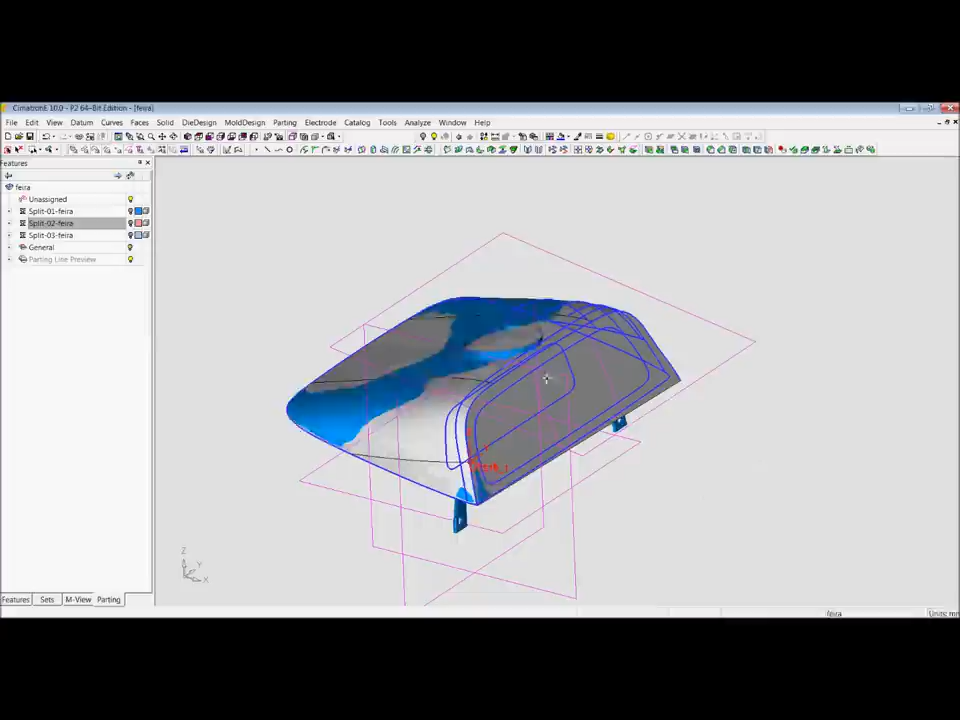 CimatronE 10.0 - P2 64-Bit Edition - [feira]
File Edit View Datum Curves Faces Solid DieDesign MoldDesign Parting Electrode Catalog Tools Analyze Window Help
Features
feira
Unassigned
Split-01-feira
Split-02-feira
Split-03-feira
General
Parting Line Preview
Z
Y
X
Features Sets M-View Parting
feira
Units: mm